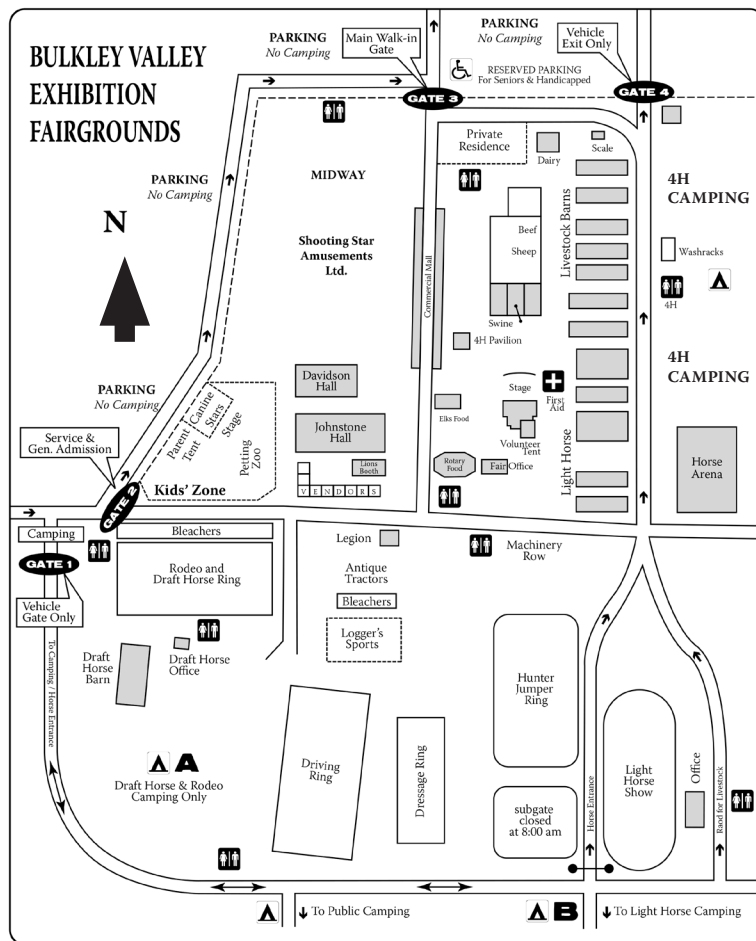 BULKLEY VALLEY
EXHIBITION
FAIRGROUNDS
PARKING
No Camping
Main Walk-in
Gate
PARKING
No Camping
Vehicle
Exit Only
RESERVED PARKING
For Seniors & Handicapped
GATE 3
GATE 4
Private
Residence
Dairy
Scale
MIDWAY
PARKING
No Camping
4H
CAMPING
N
Shooting Star
Amusements
Ltd.
Commercial Mall
Beef
Sheep
Swine
Livestock Barns
Washracks
4H
4H Pavilion
4H
CAMPING
PARKING
No Camping
Davidson
Hall
Stage
First
Aid
Elks Food
Volunteer
Tent
Parent
Tent
Canine
Stars
Stage
Petting
Zoo
Kids' Zone
Johnstone
Hall
Lions
Booth
VENDORS
Rotary
Food
Fair Office
Light Horse
Horse
Arena
Service &
Gen. Admission
GATE 2
Camping
GATE 1
Vehicle
Gate Only
Bleachers
Rodeo and
Draft Horse Ring
Legion
Antique
Tractors
Bleachers
Logger's
Sports
Machinery
Row
To Camping / Horse Entrance
Draft
Horse
Barn
Draft Horse
Office
Hunter
Jumper
Ring
A
Draft Horse & Rodeo
Camping Only
Driving
Ring
Dressage Ring
subgate
closed
at 8:00 am
Horse Entrance
Light
Horse
Show
Office
Raod for Livestock
To Public Camping
B
To Light Horse Camping